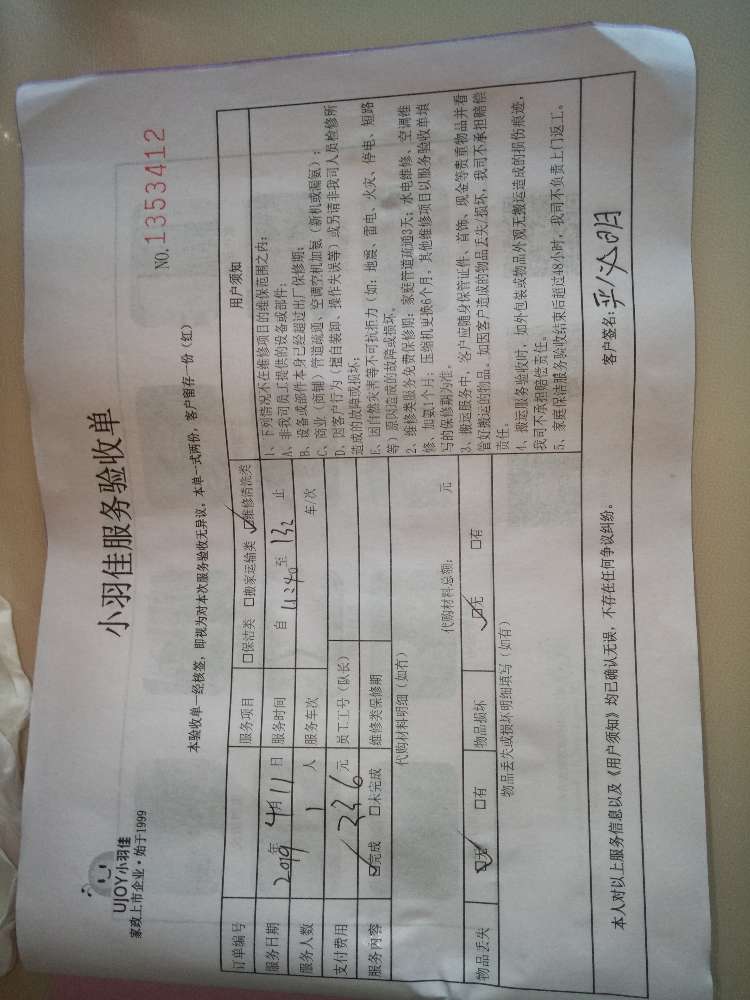 UJOY小羽佳
家政上市企业·始于1999
小羽佳服务验收单
NO.1353412
本验收单一经核签，即视为对本次服务验收无异议。本单一式两份，客户留存一份（红）
订单编号 服务项目 □保洁类 □搬家运输类 ☑维修清洗类
服务日期 2019年4月11日 服务时间 自 11:40 至 132 止
服务人数 1 人 服务车次 车/次
支付费用 336元 员工工号（队长）
服务内容 ☑完成 □未完成 维修类保修期
代购材料明细（如有）
代购材料总额： 元
物品丢失 ☑无 □有 物品损坏 ☑无 □有
物品丢失或损坏明细填写（如有）
用户须知
1、下列情况不在维修项目的维保范围之内：
A、非我司员工提供的设备或部件；
B、设备或部件本身已经超过出厂保修期；
C、商业（商铺）管道疏通、空调空机加氨（新机或漏氨）；
D、因客户行为（擅自装卸、操作失误等）或另请非我司人员检修所
造成的故障或损坏；
E、因自然灾害等不可抗拒力（如：地震、雷电、火灾、停电、短路
等）原因造成的故障或损坏。
2、维修类服务免费保修期：家庭管道疏通3天；水电维修、空调维
修、加氨1个月；压缩机更换6个月，其他维修项目以服务验收单填
写的保修期为准。
3、搬运服务中，客户应随身保管证件、首饰、现金等贵重物品并看
管好搬运的物品，如因客户造成的物品丢失/损坏，我司不承担赔偿
责任。
4、搬运服务验收时，如外包装或物品外观无搬运造成的损伤痕迹，
我司不承担赔偿责任。
5、家庭保洁服务验收结束后超过48小时，我司不负责上门返工。
本人对以上服务信息以及《用户须知》均已确认无误，不存在任何争议纠纷。
客户签名：